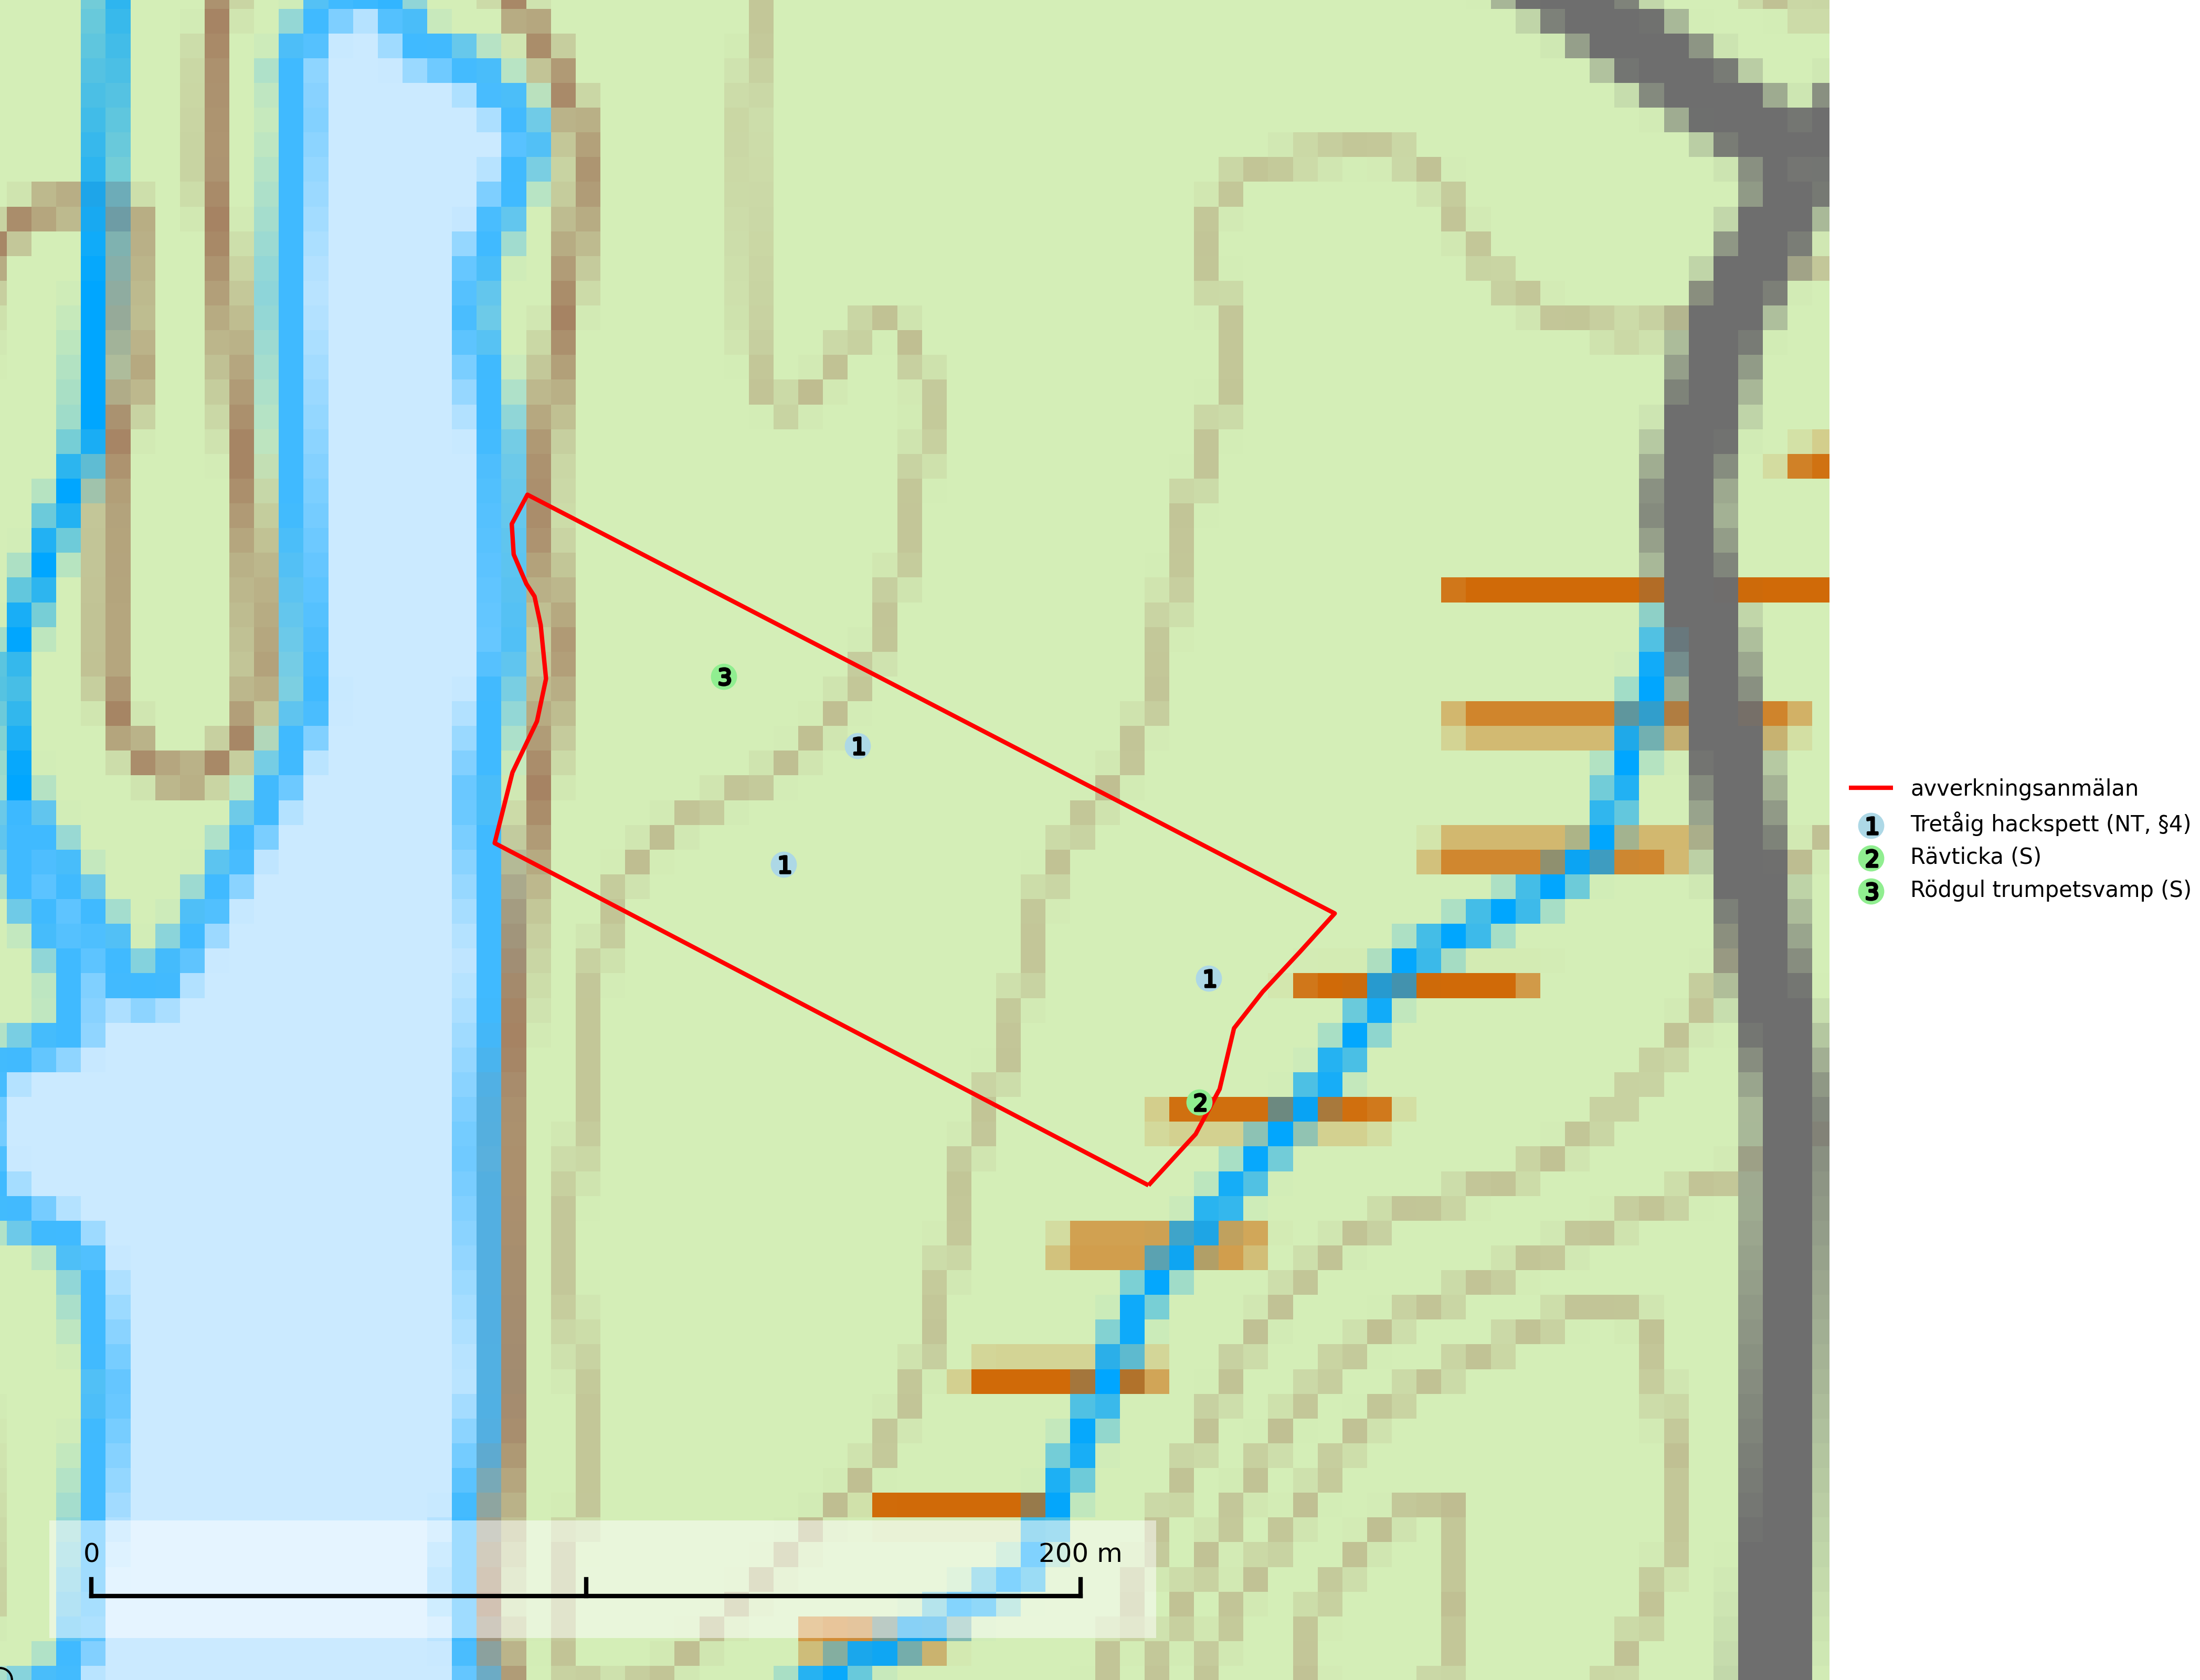 3
1
1
1
2
avverkningsanmälan
1 Tretåig hackspett (NT, §4)
2 Rävticka (S)
3 Rödgul trumpetsvamp (S)
0 200 m